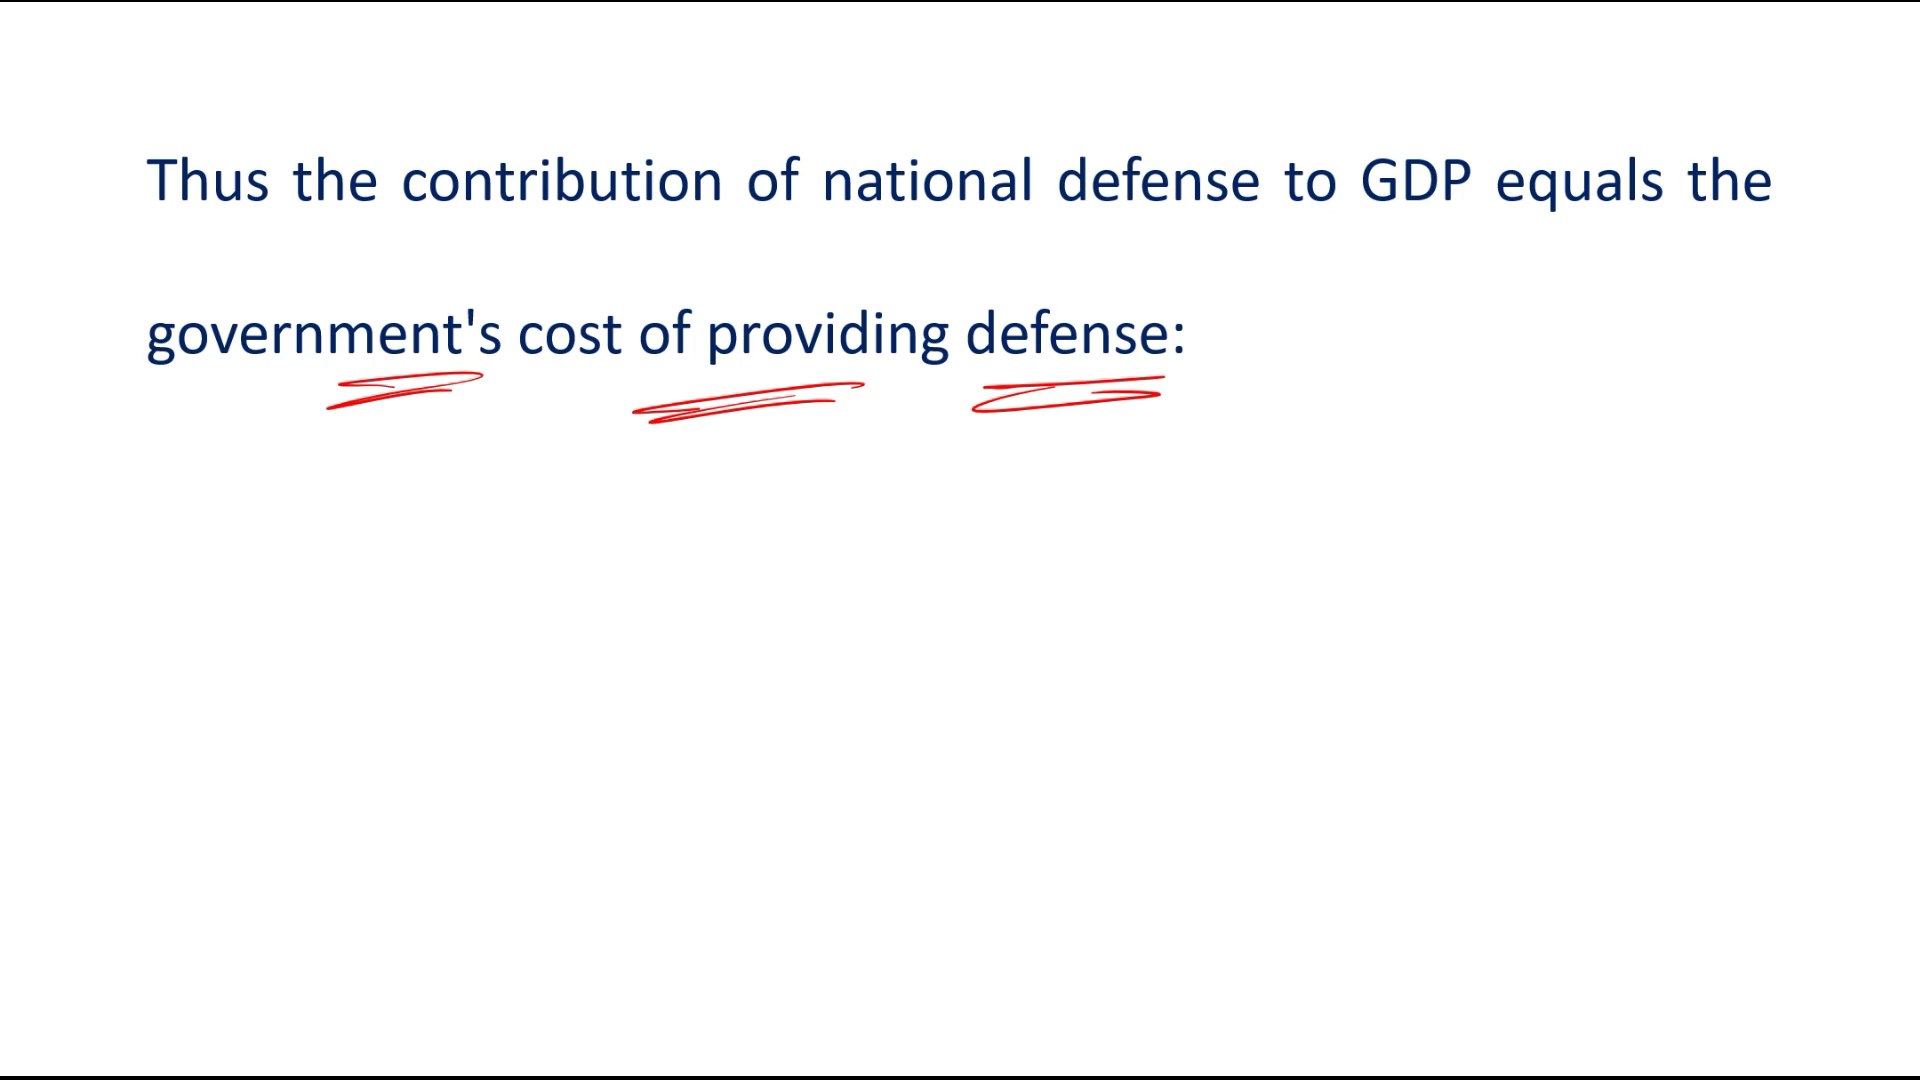 Thus the contribution of national defense to GDP equals the
government's cost of providing defense: